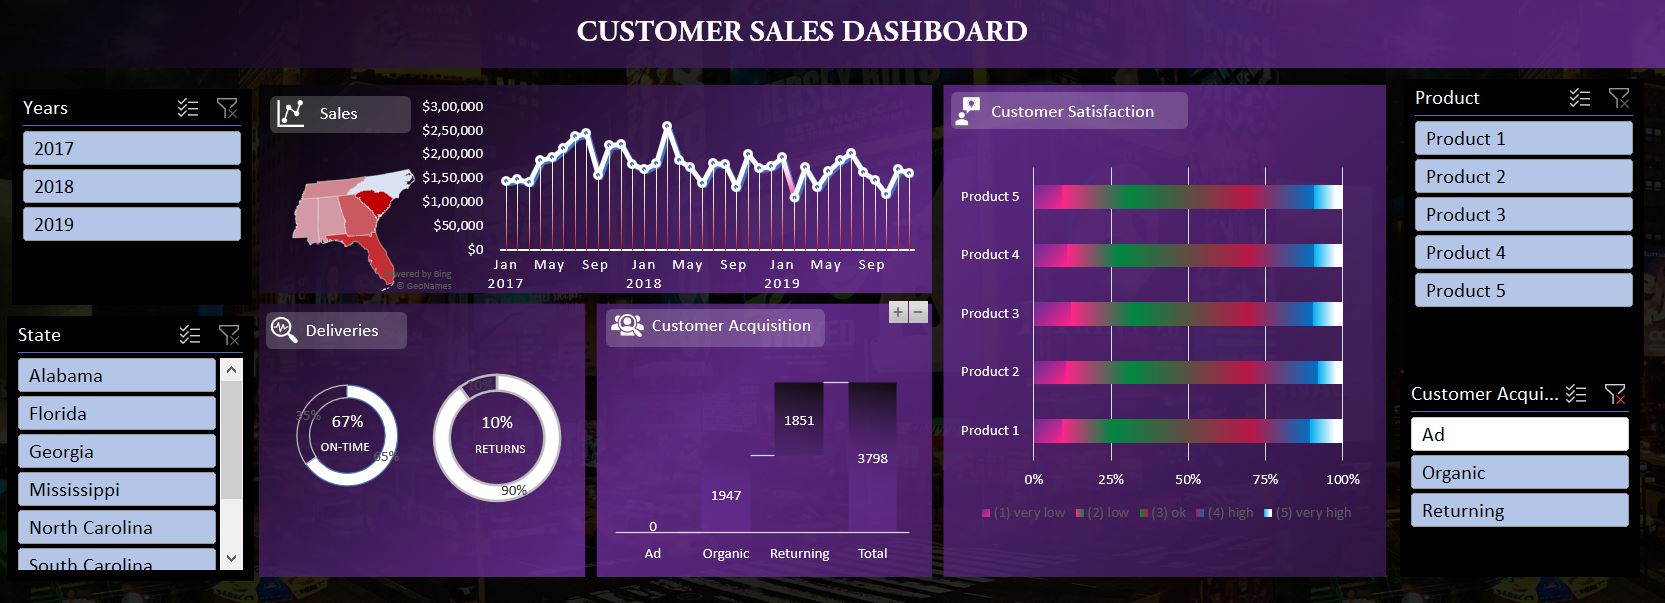 CUSTOMER SALES DASHBOARD
Years
2017
2018
2019
State
Alabama
Florida
Georgia
Mississippi
North Carolina
South Carolina
Sales
$3,00,000
$2,50,000
$2,00,000
$1,50,000
$1,00,000
$50,000
$0
Jan May Sep Jan May Sep Jan May Sep
2017 2018 2019
Powered by Bing
© GeoNames
Deliveries
35%
67%
ON-TIME
65%
10%
10%
RETURNS
90%
Customer Acquisition
+ −
0
1947
1851
3798
Ad Organic Returning Total
Customer Satisfaction
Product 5
Product 4
Product 3
Product 2
Product 1
0% 25% 50% 75% 100%
(1) very low (2) low (3) ok (4) high (5) very high
Product
Product 1
Product 2
Product 3
Product 4
Product 5
Customer Acqui...
Ad
Organic
Returning